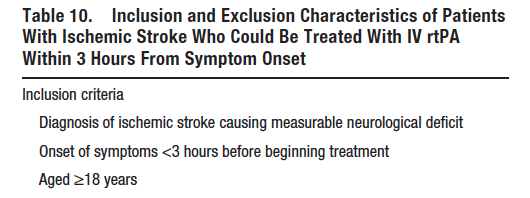 Table 10. Inclusion and Exclusion Characteristics of Patients
With Ischemic Stroke Who Could Be Treated With IV rtPA
Within 3 Hours From Symptom Onset
Inclusion criteria
Diagnosis of ischemic stroke causing measurable neurological deficit
Onset of symptoms <3 hours before beginning treatment
Aged ≥18 years